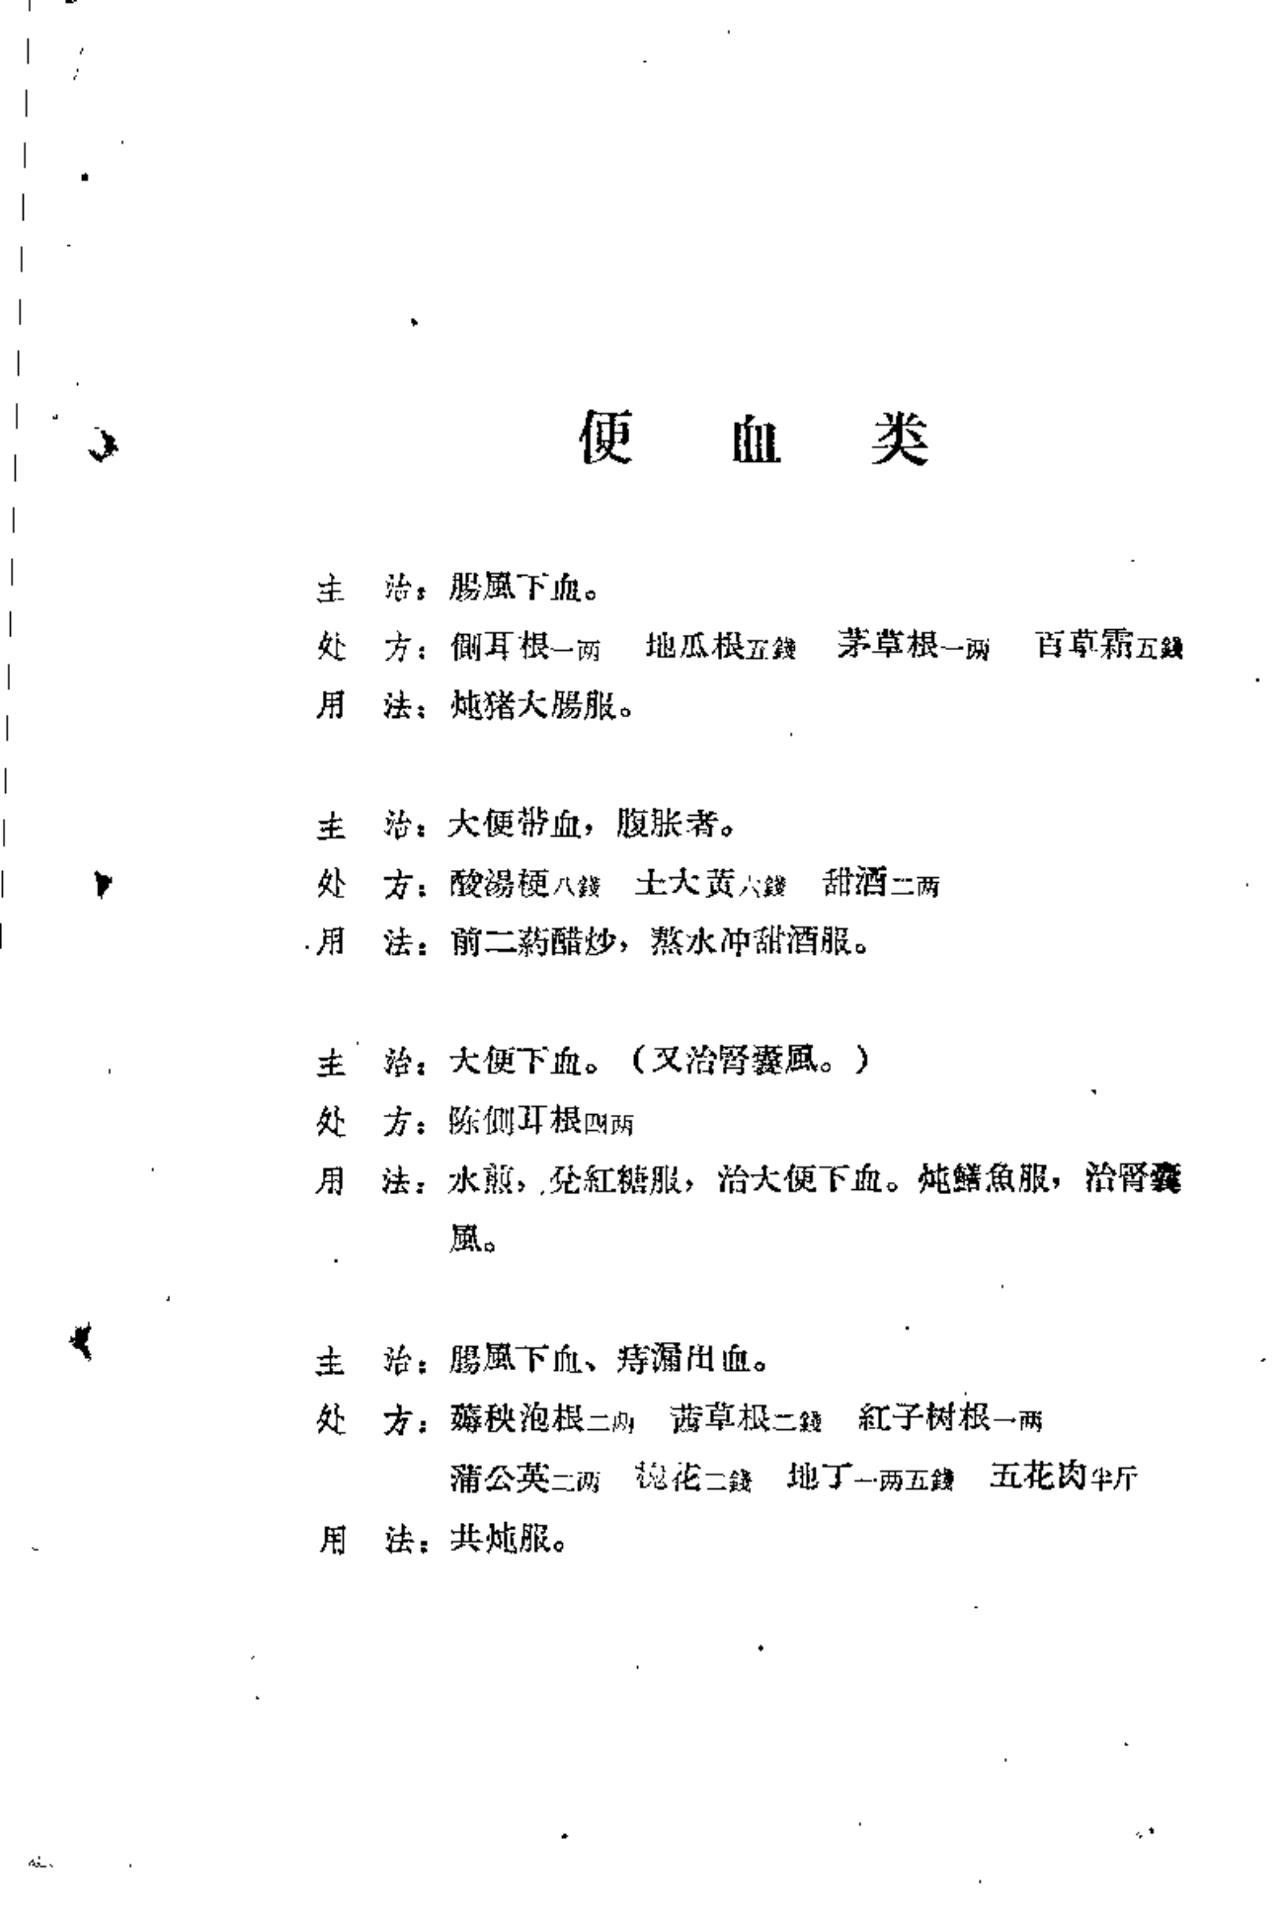 便血类
主治：腸風下血。
处方：側耳根一两 地瓜根五錢 茅草根一两 百草霜五錢
用法：炖猪大腸服。
主治：大便带血，腹胀者。
处方：酸湯梗八錢 土大黄六錢 甜酒二两
用法：前二药醋炒，熬水冲甜酒服。
主治：大便下血。（又治腎囊風。）
处方：陈側耳根四两
用法：水煎，兌紅糖服，治大便下血。炖鱔魚服，治腎囊
風。
主治：腸風下血、痔漏出血。
处方：薅秧泡根二两 茜草根二錢 紅子树根一两
蒲公英二两 槐花二錢 地丁一两五錢 五花肉半斤
用法：共炖服。